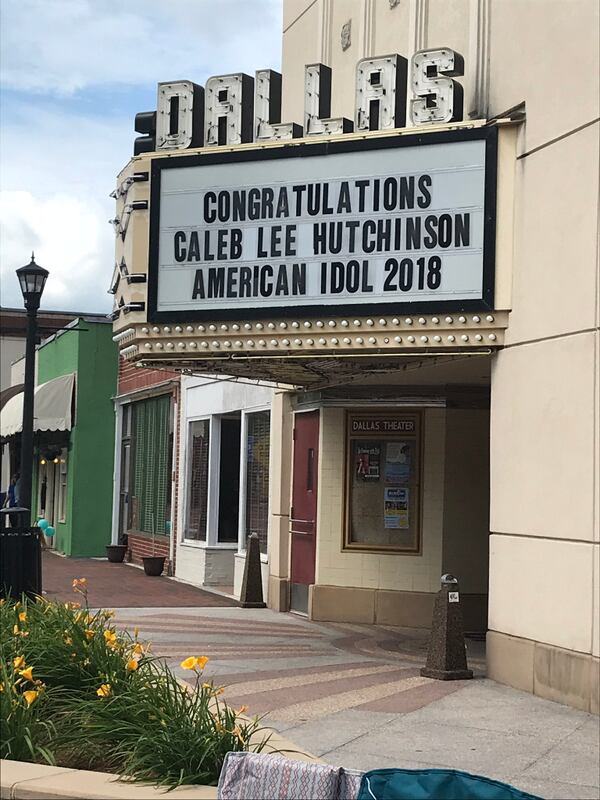 DALLAS
CONGRATULATIONS
CALEB LEE HUTCHINSON
AMERICAN IDOL 2018
DALLAS THEATER